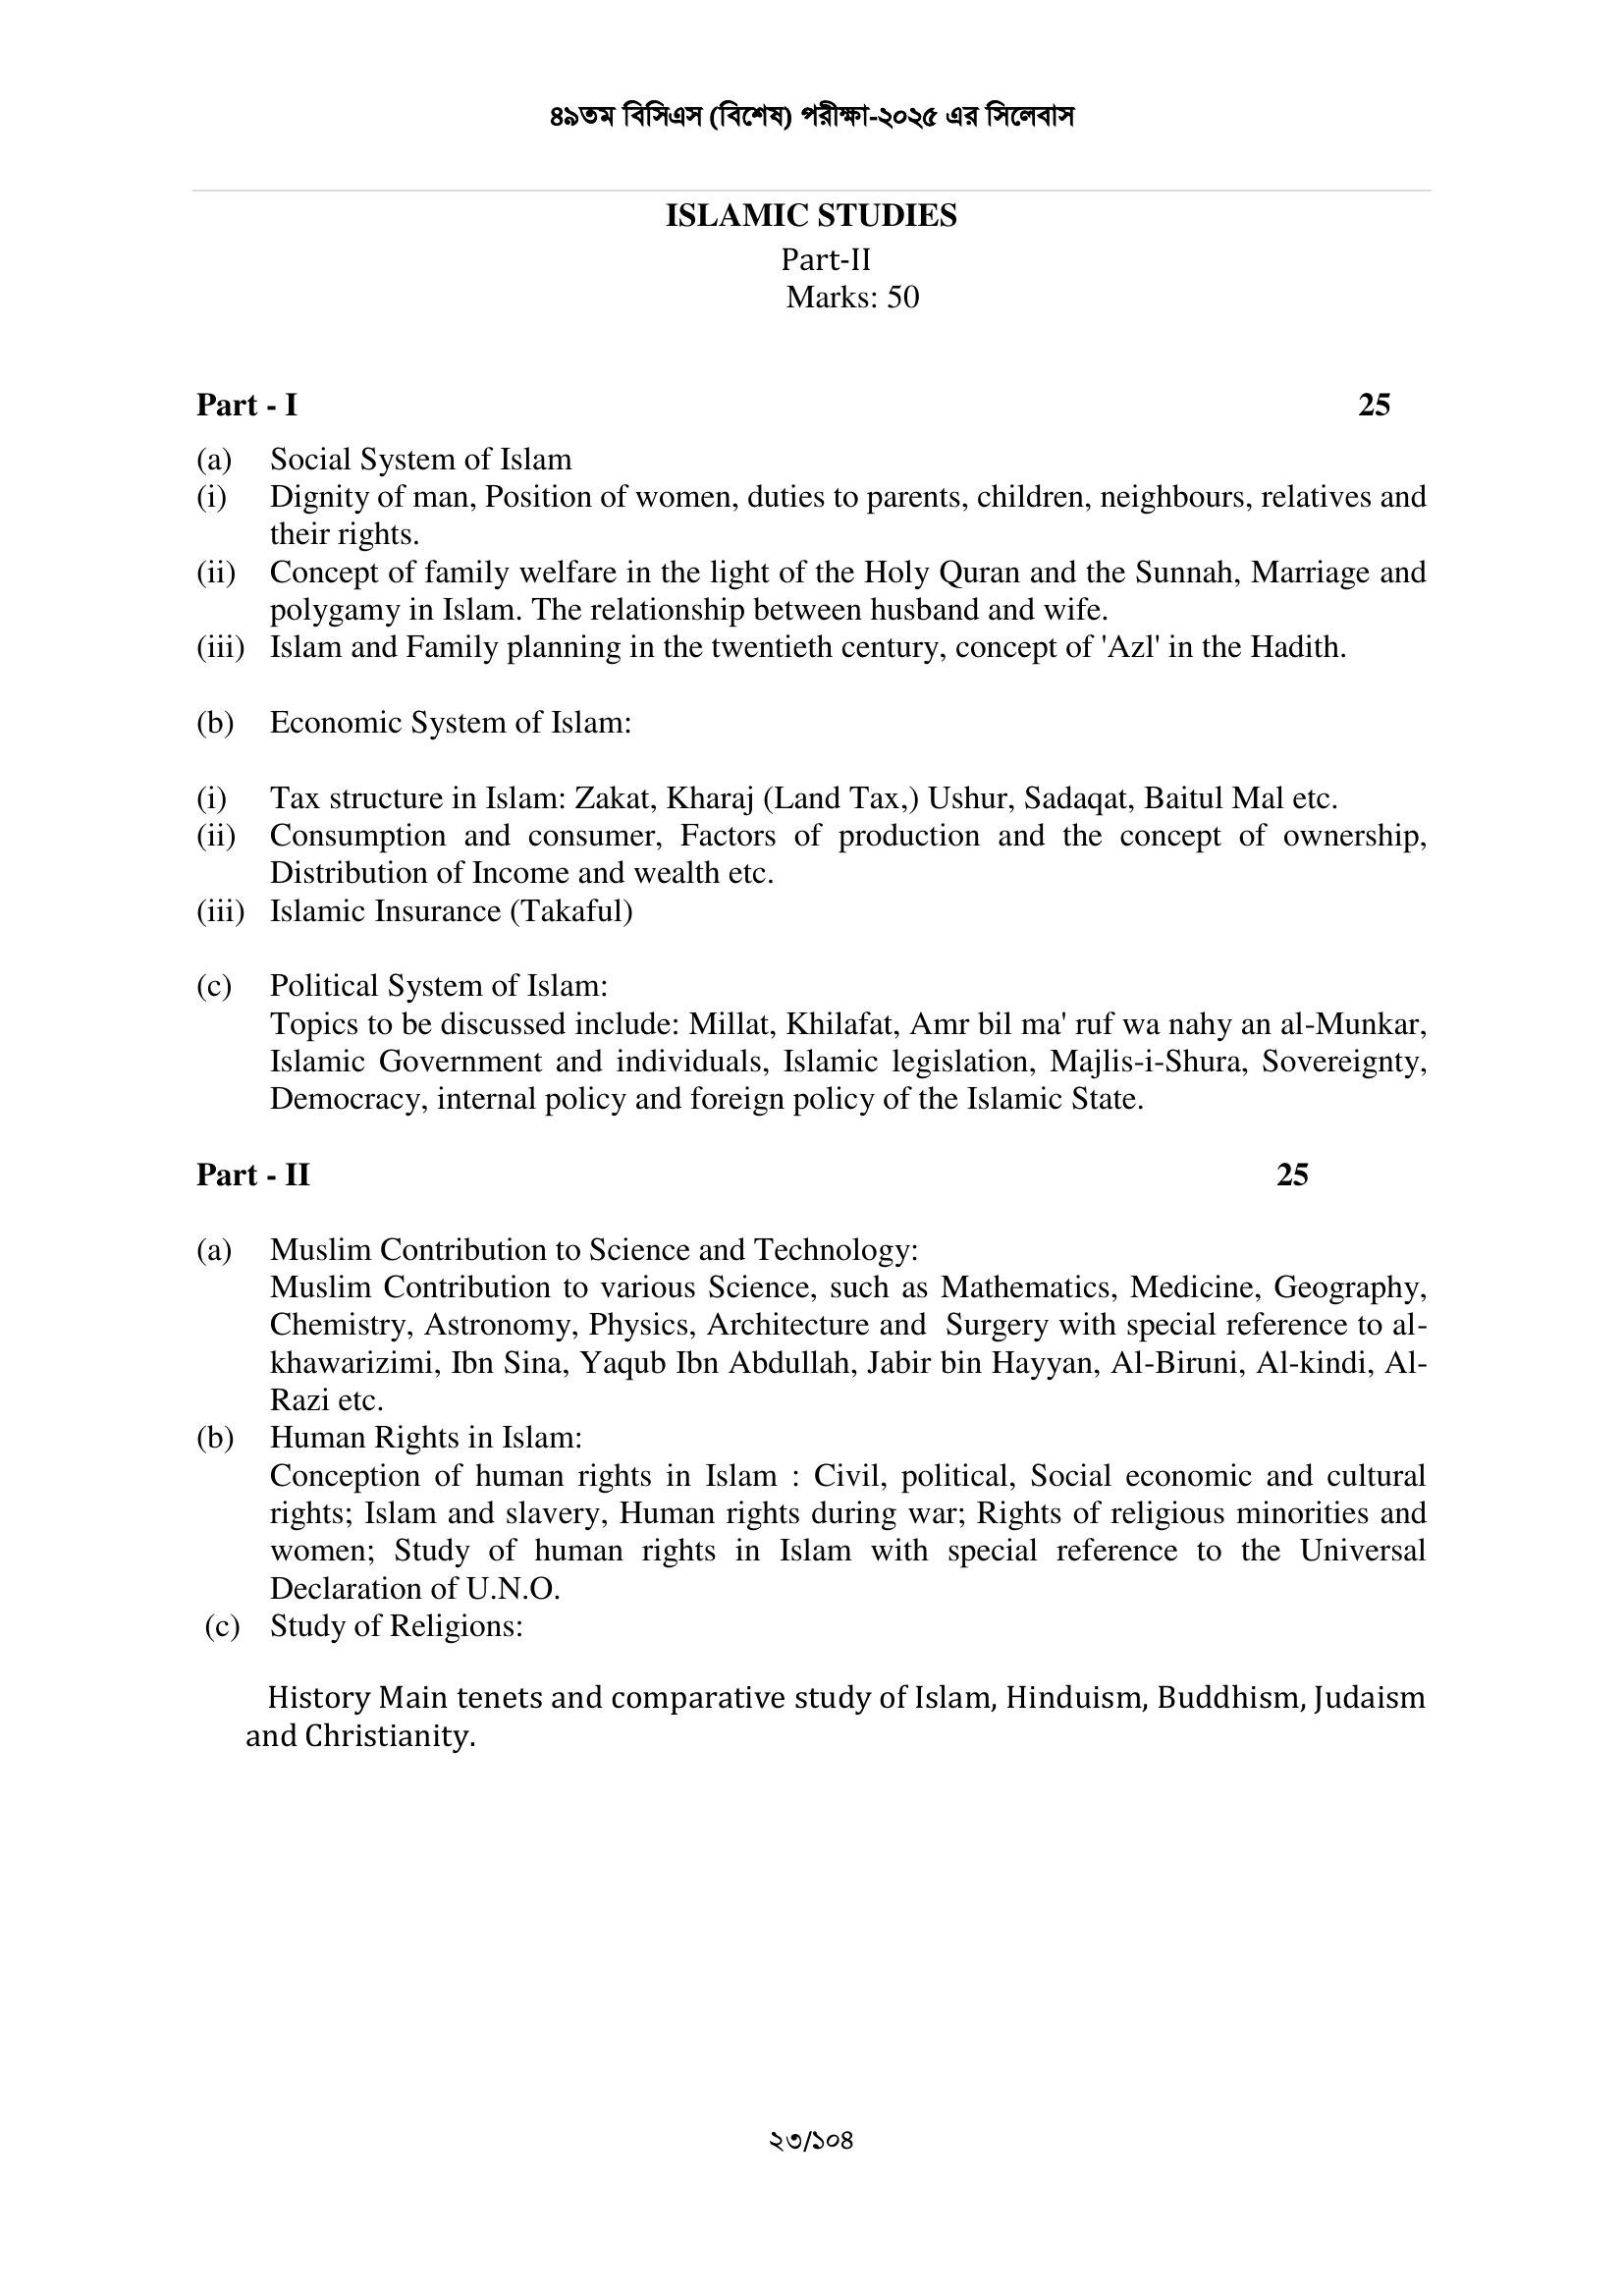 ৪৯তম বিসিএস (বিশেষ) পরীক্ষা-২০২৫ এর সিলেবাস
ISLAMIC STUDIES
Part-II
Marks: 50
Part - I 25
(a) Social System of Islam
(i) Dignity of man, Position of women, duties to parents, children, neighbours, relatives and
their rights.
(ii) Concept of family welfare in the light of the Holy Quran and the Sunnah, Marriage and
polygamy in Islam. The relationship between husband and wife.
(iii) Islam and Family planning in the twentieth century, concept of 'Azl' in the Hadith.
(b) Economic System of Islam:
(i) Tax structure in Islam: Zakat, Kharaj (Land Tax,) Ushur, Sadaqat, Baitul Mal etc.
(ii) Consumption and consumer, Factors of production and the concept of ownership,
Distribution of Income and wealth etc.
(iii) Islamic Insurance (Takaful)
(c) Political System of Islam:
Topics to be discussed include: Millat, Khilafat, Amr bil ma' ruf wa nahy an al-Munkar,
Islamic Government and individuals, Islamic legislation, Majlis-i-Shura, Sovereignty,
Democracy, internal policy and foreign policy of the Islamic State.
Part - II 25
(a) Muslim Contribution to Science and Technology:
Muslim Contribution to various Science, such as Mathematics, Medicine, Geography,
Chemistry, Astronomy, Physics, Architecture and Surgery with special reference to al-
khawarizimi, Ibn Sina, Yaqub Ibn Abdullah, Jabir bin Hayyan, Al-Biruni, Al-kindi, Al-
Razi etc.
(b) Human Rights in Islam:
Conception of human rights in Islam : Civil, political, Social economic and cultural
rights; Islam and slavery, Human rights during war; Rights of religious minorities and
women; Study of human rights in Islam with special reference to the Universal
Declaration of U.N.O.
(c) Study of Religions:
History Main tenets and comparative study of Islam, Hinduism, Buddhism, Judaism
and Christianity.
২৩/১০৪